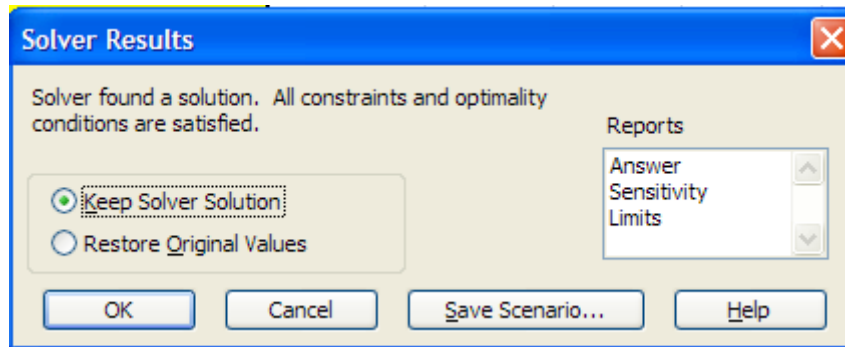 Solver Results
Solver found a solution.  All constraints and optimality
conditions are satisfied.
Reports
Answer
Sensitivity
Limits
Keep Solver Solution
Restore Original Values
OK
Cancel
Save Scenario...
Help